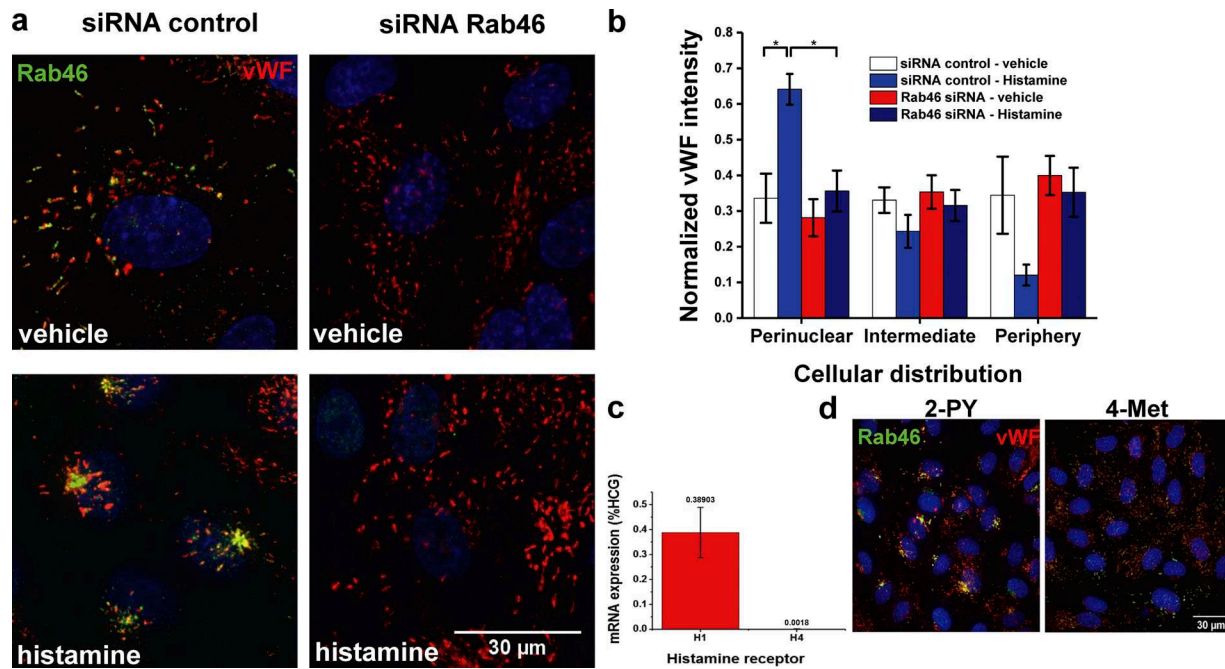 a
siRNA control
siRNA Rab46
Rab46
vWF
vehicle
vehicle
histamine
histamine
30 µm
b
Normalized vWF intensity
0.8
0.7
0.6
0.5
0.4
0.3
0.2
0.1
0.0
*
*
siRNA control - vehicle
siRNA control - Histamine
Rab46 siRNA - vehicle
Rab46 siRNA - Histamine
Perinuclear
Intermediate
Periphery
Cellular distribution
c
mRNA expression (%HCG)
0.5
0.4
0.3
0.2
0.1
0.0
0.38903
0.0018
H1
H4
Histamine receptor
d
2-PY
4-Met
Rab46
vWF
30 µm